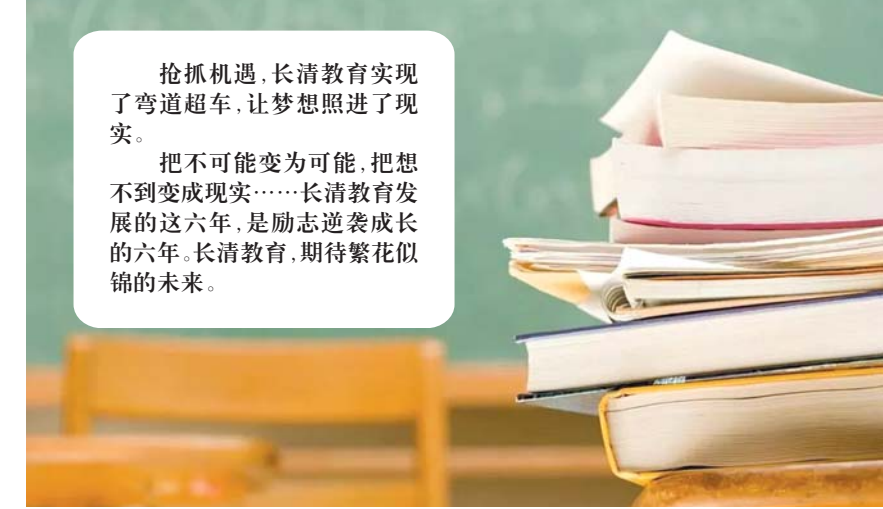 抢抓机遇，长清教育实现
了弯道超车，让梦想照进了现
实。
把不可能变为可能，把想
不到变成现实……长清教育发
展的这六年，是励志逆袭成长
的六年。长清教育，期待繁花似
锦的未来。